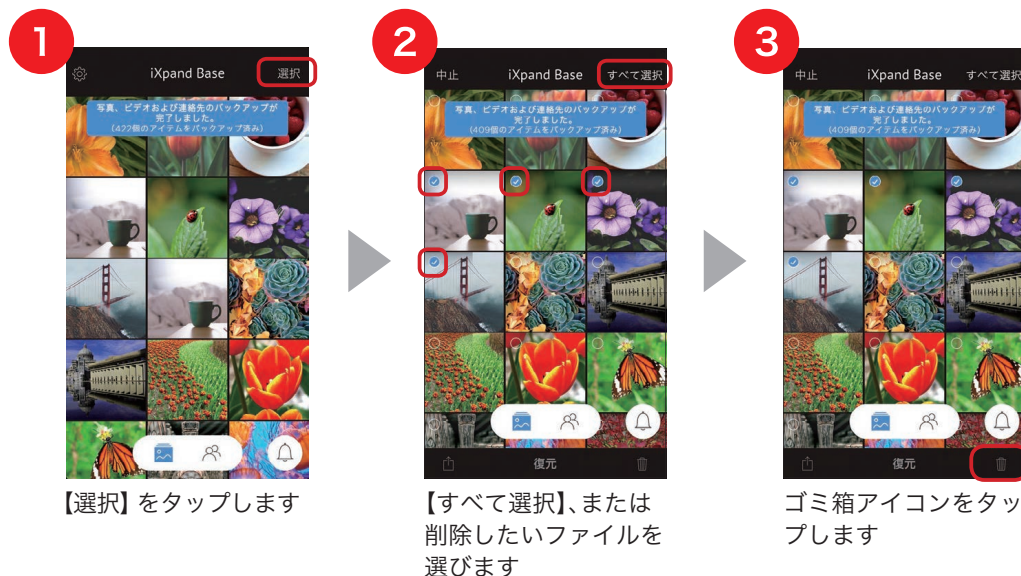 1
iXpand Base
選択
写真、ビデオおよび連絡先のバックアップが
完了しました。
(422個のアイテムをバックアップ済み)
【選択】をタップします
2
中止
iXpand Base
すべて選択
写真、ビデオおよび連絡先のバックアップが
完了しました。
(409個のアイテムをバックアップ済み)
復元
【すべて選択】、または
削除したいファイルを
選びます
3
中止
iXpand Base
すべて選択
写真、ビデオおよび連絡先のバックアップが
完了しました。
(409個のアイテムをバックアップ済み)
復元
ゴミ箱アイコンをタッ
プします